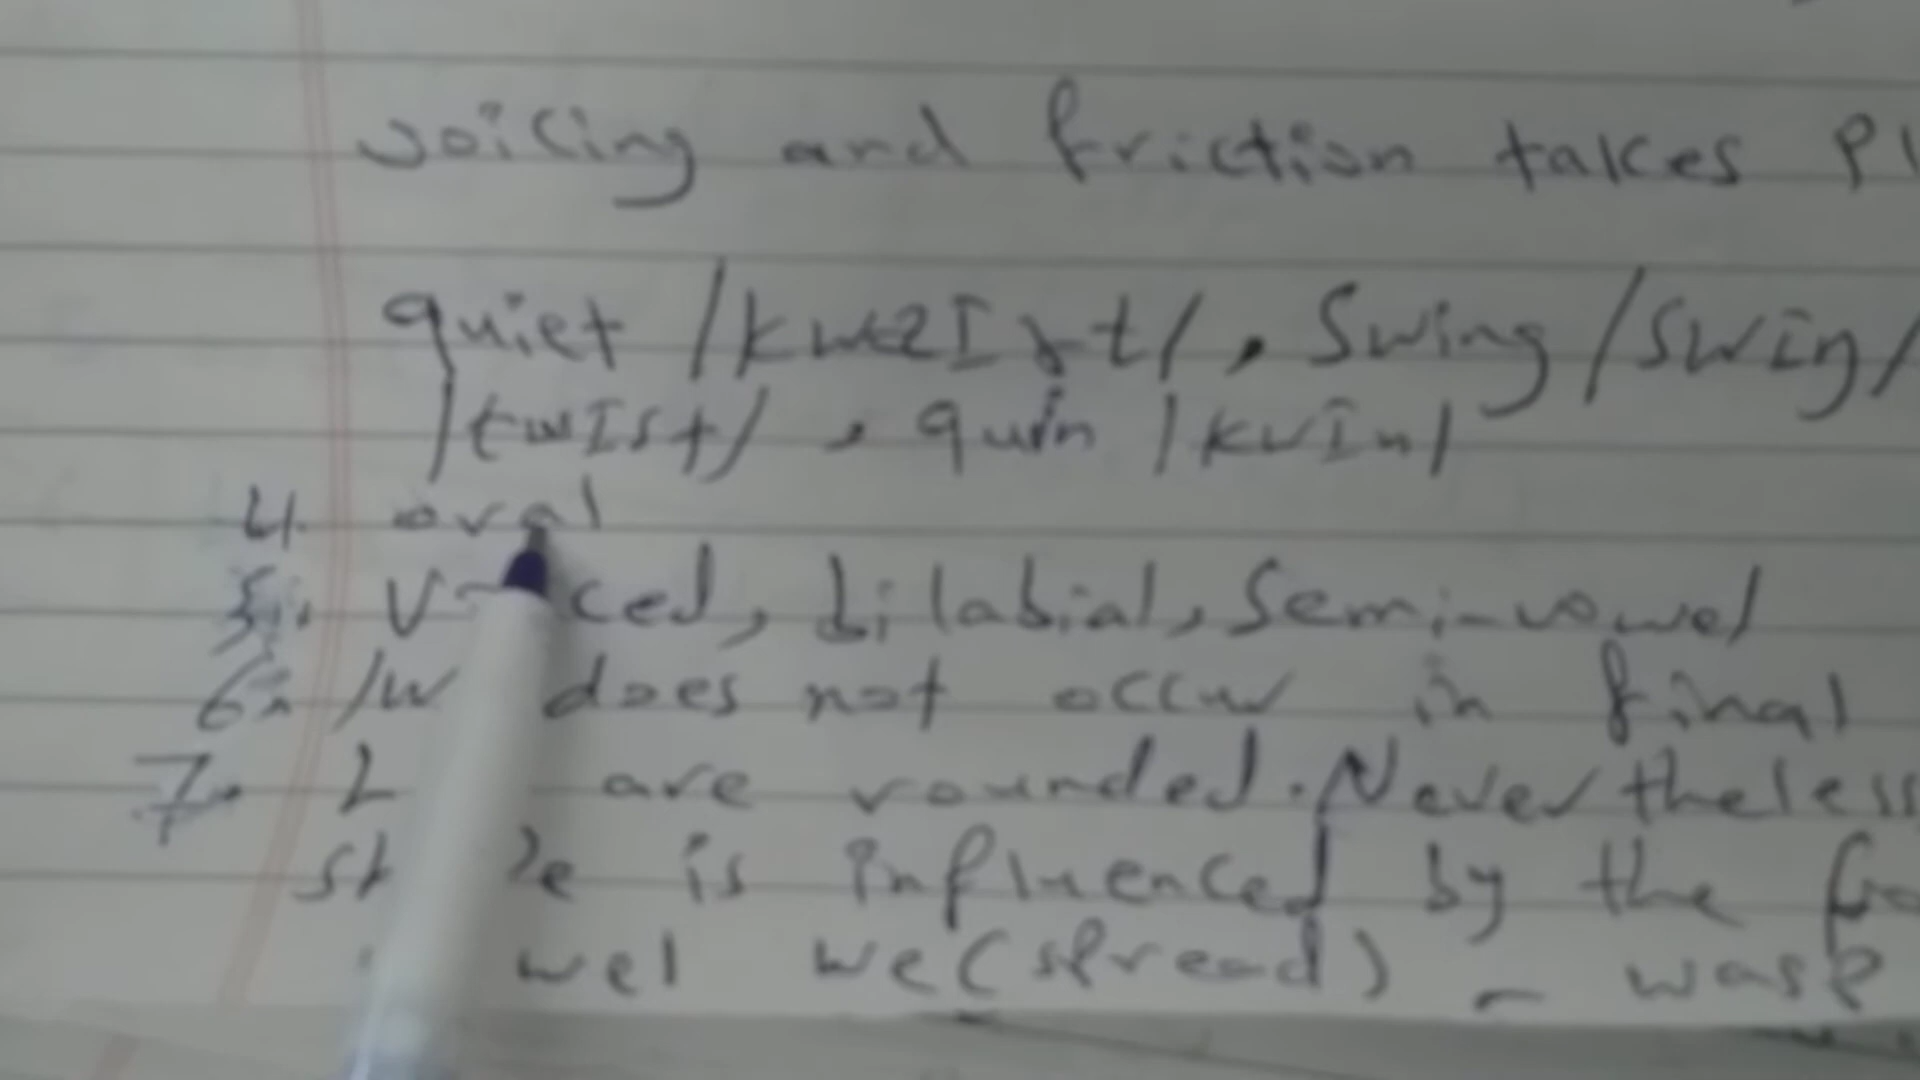 voicing and friction takes Pl
quiet /kwaIət/, Swing /swiŋ/
/twIst/, quin /kwIn/
4. oral
5. V ced, bilabial, Semi-vowel
6. /w does not occur in final
7. L are rounded. Nevertheless
is influenced by the
wel we (spread) - wasp